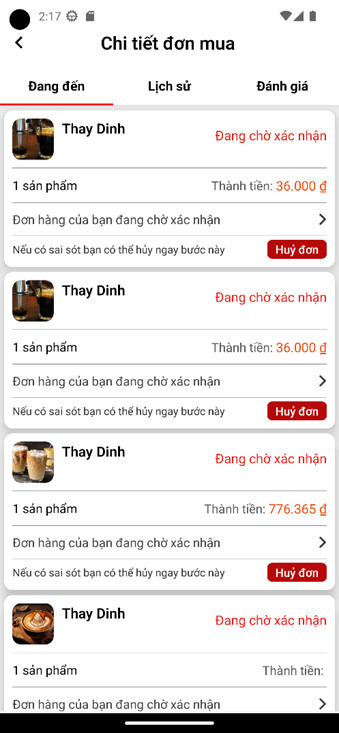 2:17
Chi tiết đơn mua
Đang đến
Lịch sử
Đánh giá
Thay Dinh
Đang chờ xác nhận
1 sản phẩm
Thành tiền: 36.000 ₫
Đơn hàng của bạn đang chờ xác nhận
Nếu có sai sót bạn có thể hủy ngay bước này
Huỷ đơn
Thay Dinh
Đang chờ xác nhận
1 sản phẩm
Thành tiền: 36.000 ₫
Đơn hàng của bạn đang chờ xác nhận
Nếu có sai sót bạn có thể hủy ngay bước này
Huỷ đơn
Thay Dinh
Đang chờ xác nhận
1 sản phẩm
Thành tiền: 776.365 ₫
Đơn hàng của bạn đang chờ xác nhận
Nếu có sai sót bạn có thể hủy ngay bước này
Huỷ đơn
Thay Dinh
Đang chờ xác nhận
1 sản phẩm
Thành tiền:
Đơn hàng của bạn đang chờ xác nhận